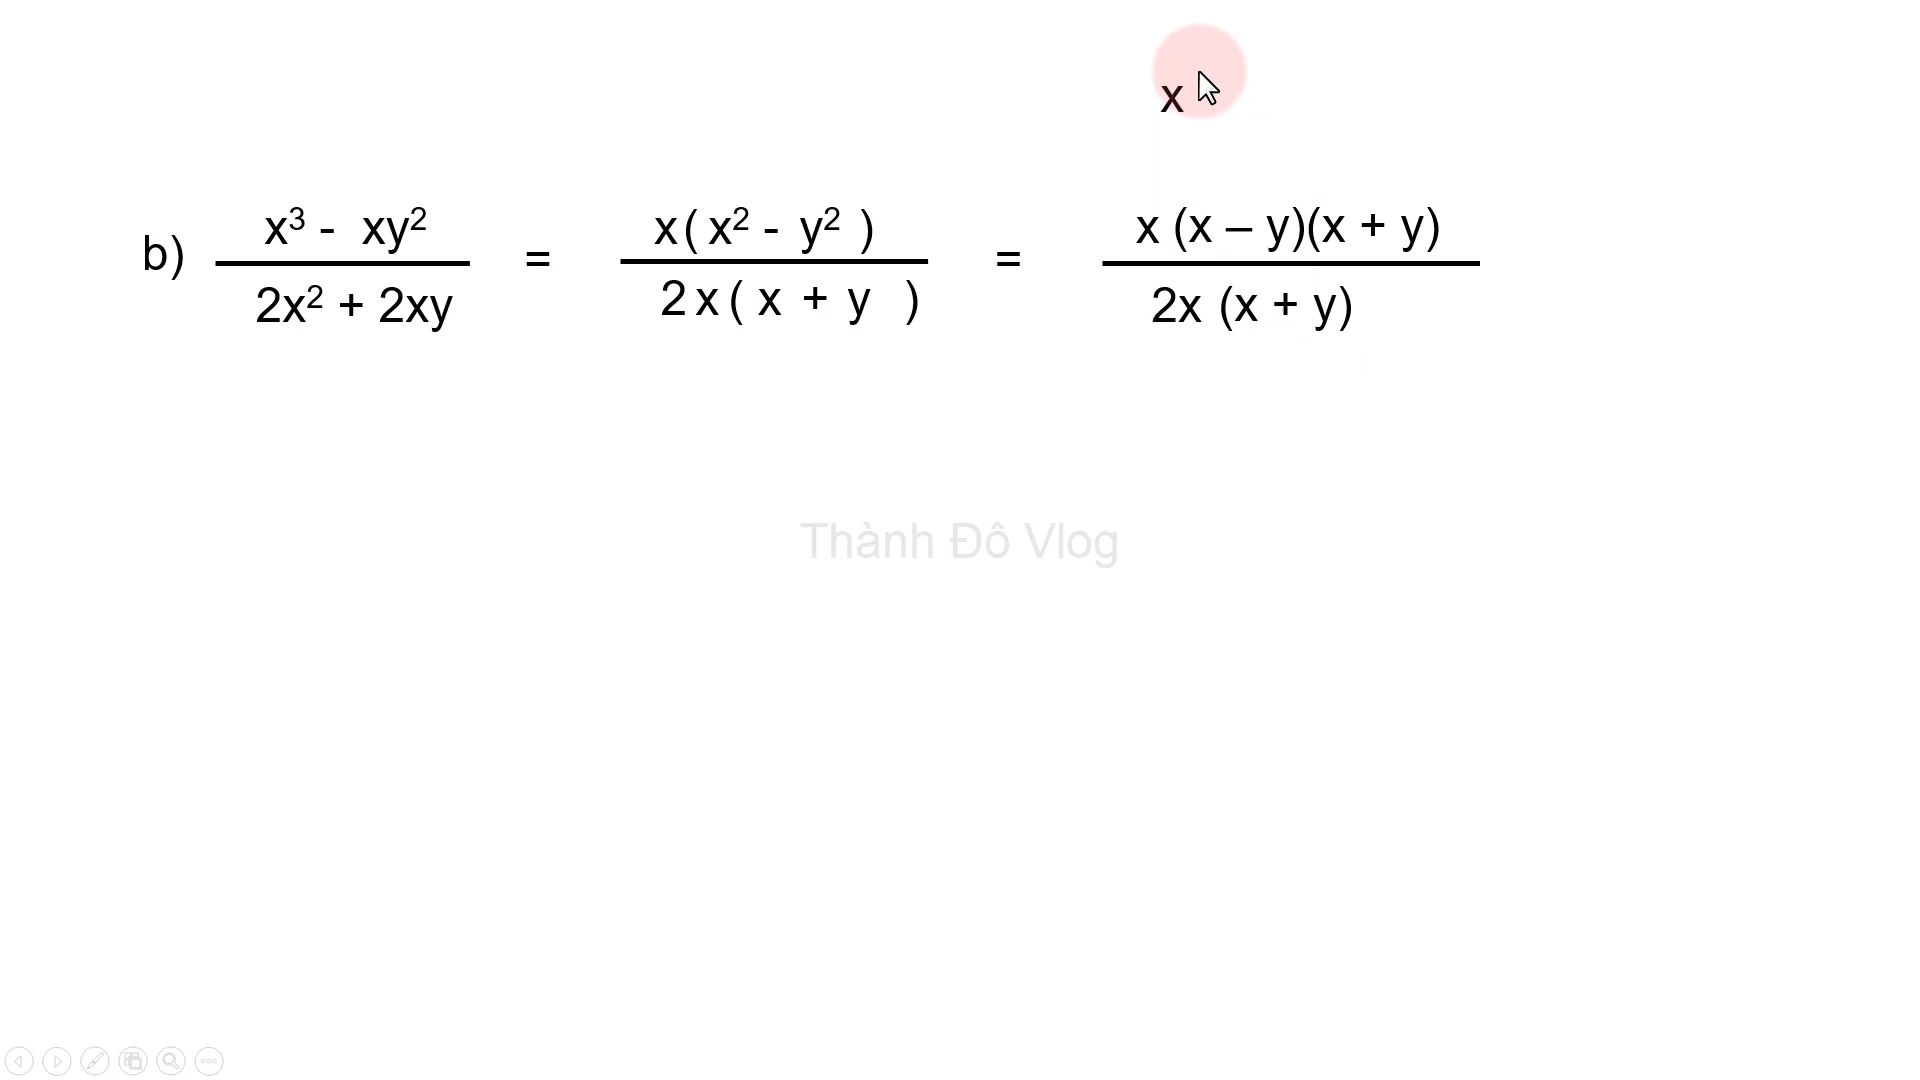 x
b) x³ - xy² / 2x² + 2xy = x( x² - y² ) / 2x( x + y ) = x (x – y)(x + y) / 2x (x + y)
Thành Đô Vlog